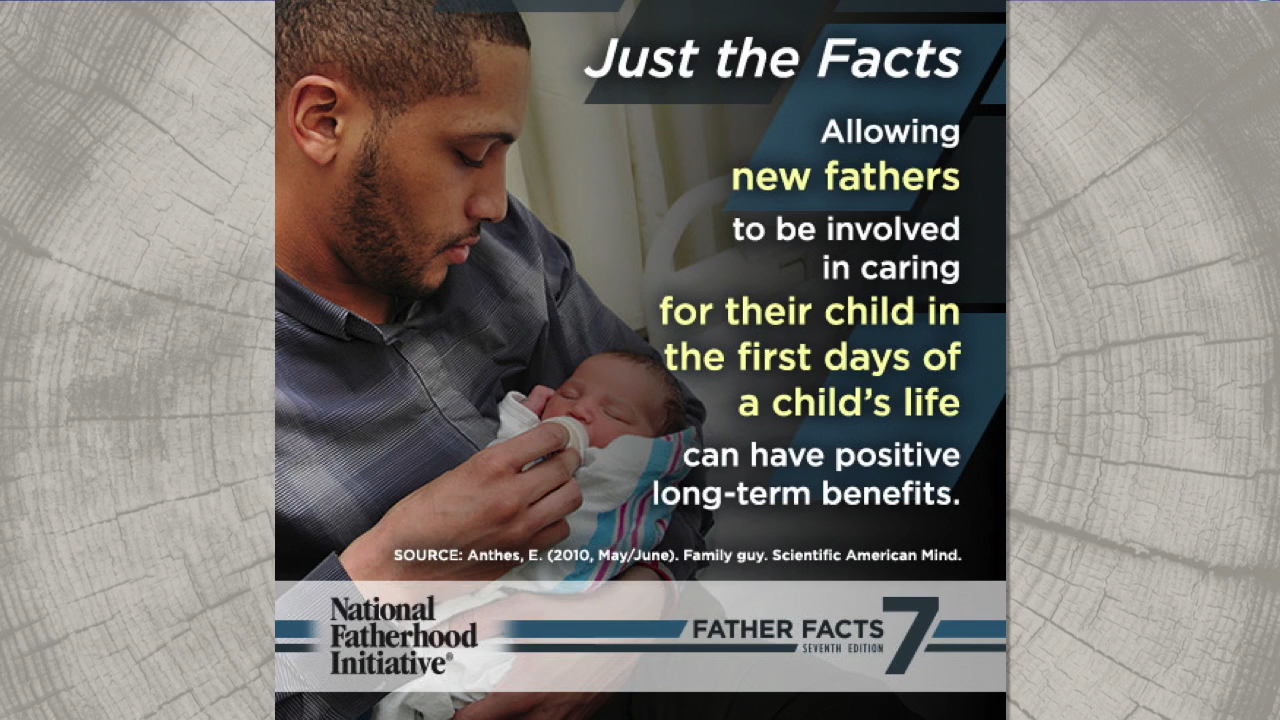 Just the Facts
Allowing
new fathers
to be involved
in caring
for their child in
the first days of
a child's life
can have positive
long-term benefits.
SOURCE: Anthes, E. (2010, May/June). Family guy. Scientific American Mind.
National
Fatherhood
Initiative®
FATHER FACTS 7
SEVENTH EDITION